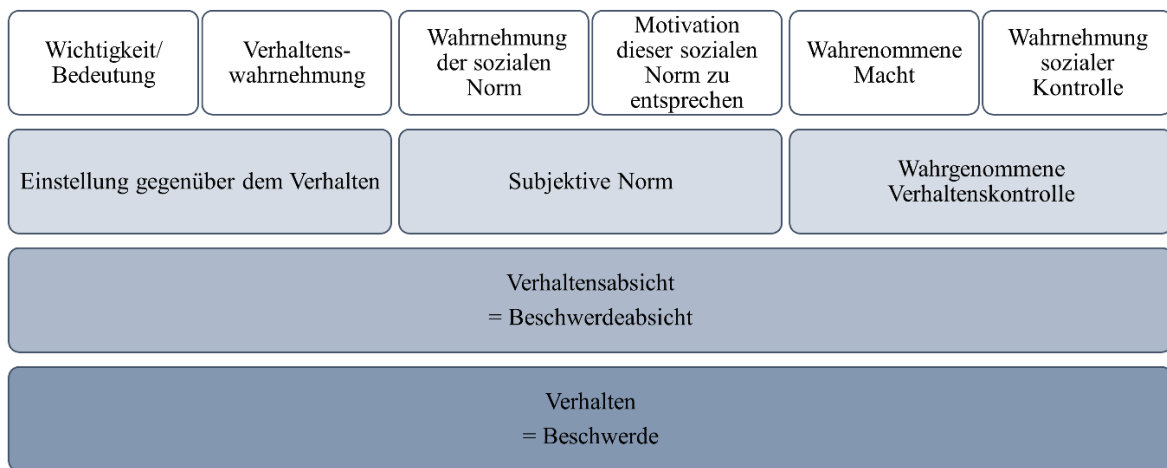 Wichtigkeit/
Bedeutung
Verhaltens-
wahrnehmung
Wahrnehmung
der sozialen
Norm
Motivation
dieser sozialen
Norm zu
entsprechen
Wahrenommene
Macht
Wahrnehmung
sozialer
Kontrolle
Einstellung gegenüber dem Verhalten
Subjektive Norm
Wahrgenommene
Verhaltenskontrolle
Verhaltensabsicht
= Beschwerdeabsicht
Verhalten
= Beschwerde